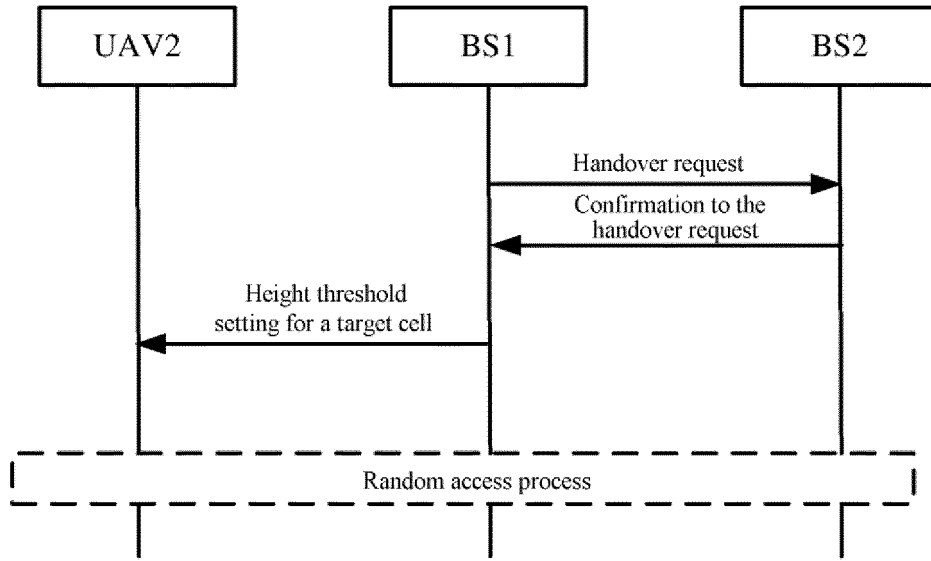 UAV2
BS1
BS2
Handover request
Confirmation to the
handover request
Height threshold
setting for a target cell
Random access process